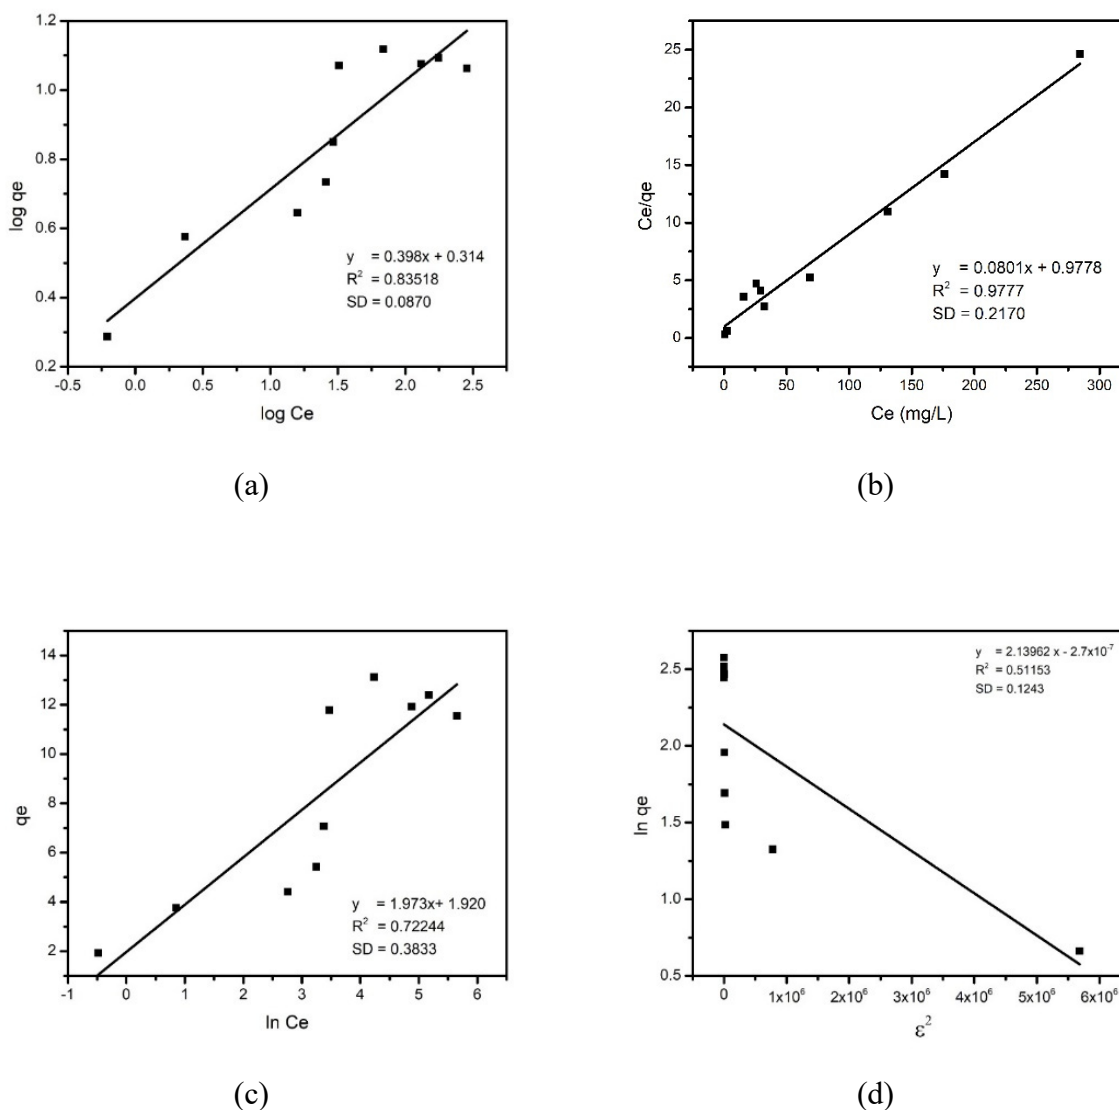 1.2
1.0
0.8
0.6
0.4
0.2
log qe
y = 0.398x + 0.314
R² = 0.83518
SD = 0.0870
-0.5 0.0 0.5 1.0 1.5 2.0 2.5
log Ce
(a)
25
20
15
10
5
0
Ce/qe
y = 0.0801x + 0.9778
R² = 0.9777
SD = 0.2170
0 50 100 150 200 250 300
Ce (mg/L)
(b)
14
12
10
8
6
4
2
qe
y = 1.973x+ 1.920
R² = 0.72244
SD = 0.3833
-1 0 1 2 3 4 5 6
ln Ce
(c)
2.5
2.0
1.5
1.0
0.5
ln qe
y = 2.13962 x - 2.7x10⁻⁷
R² = 0.51153
SD = 0.1243
0 1x10⁶ 2x10⁶ 3x10⁶ 4x10⁶ 5x10⁶ 6x10⁶
ε²
(d)